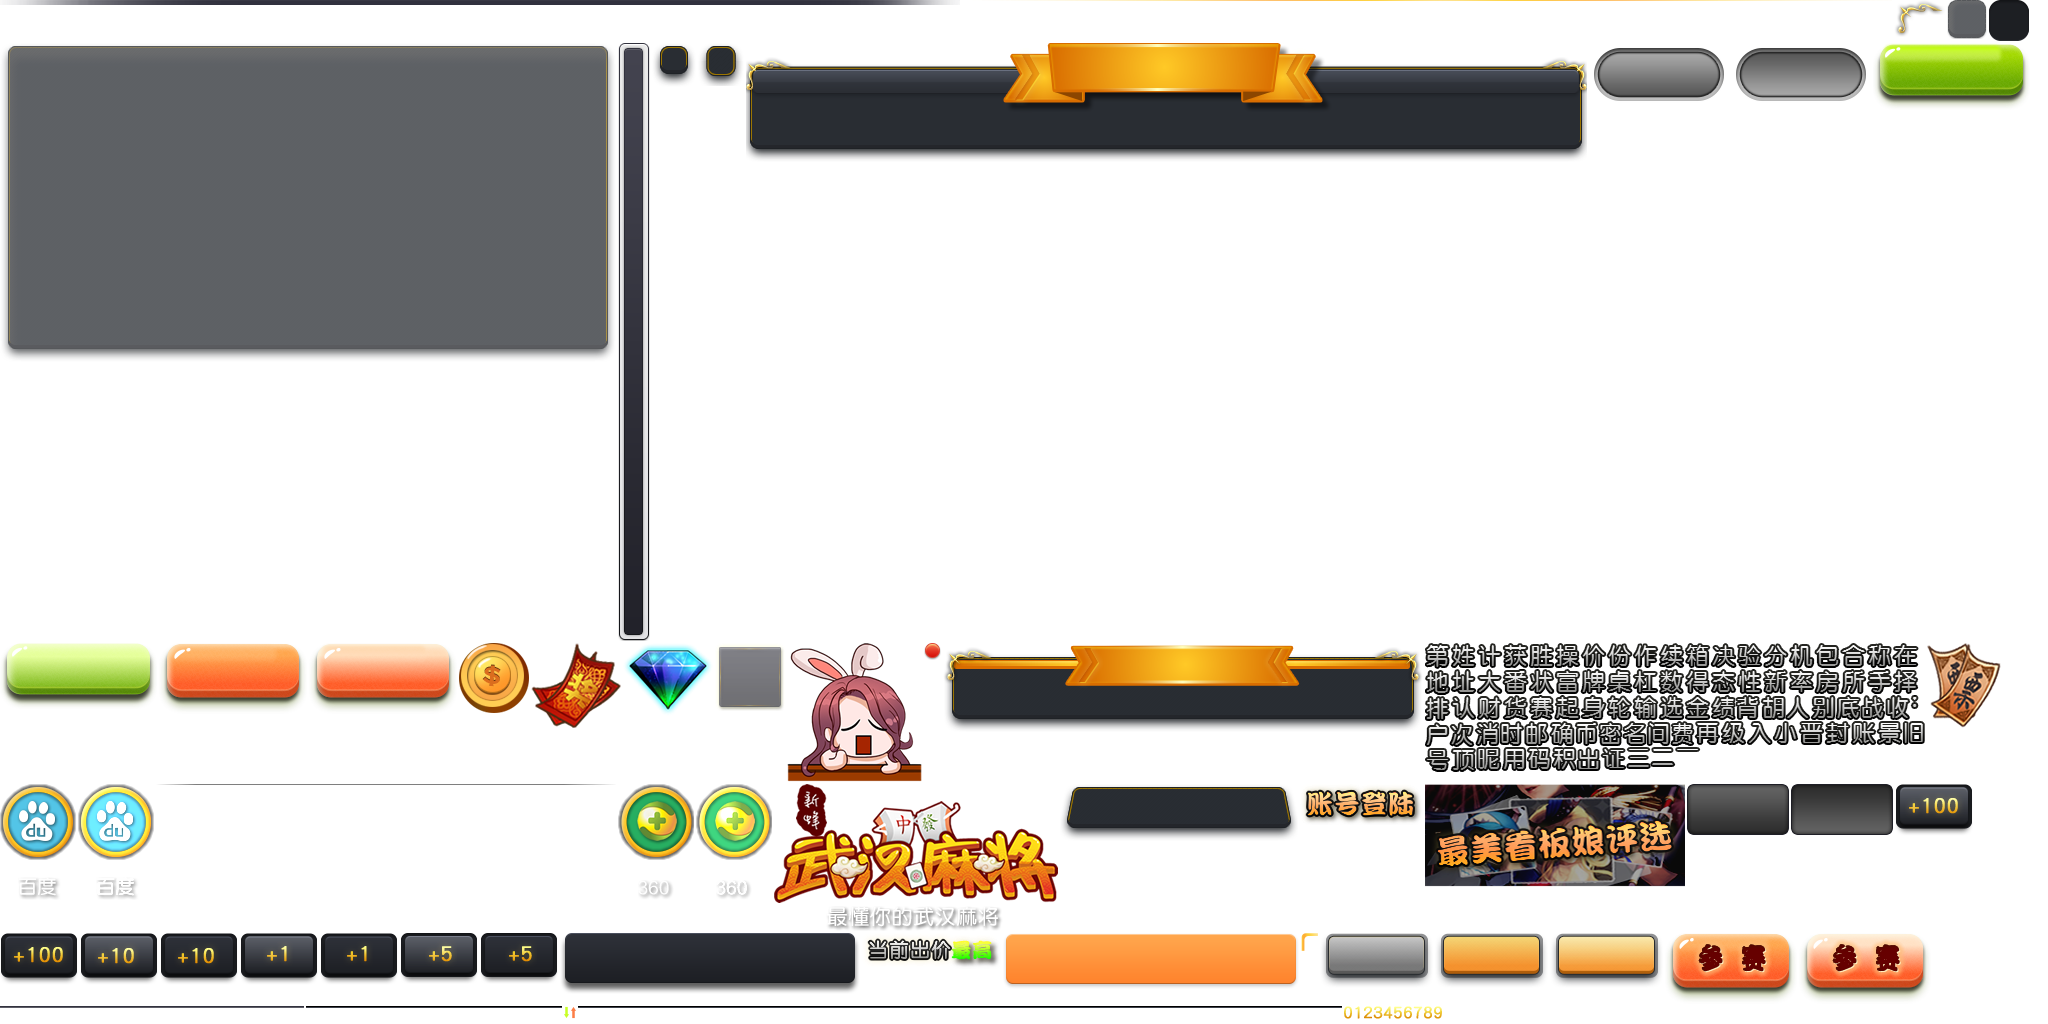 第姓计获胜操价份作续箱决验分机包合称在
地址大番状富牌桌杠数得态性新率房所手择
排认财货赛起身轮输选金绩背胡人别底战收:
户次消时邮确币密名间费再级入小晋封账景旧
号顶昵用码积出证三二一
新蜂
中 發
武汉麻将
最懂你的武汉麻将
账号登陆
最美看板娘评选
+100
du
du
百度
百度
360
360
+100
+10
+10
+1
+1
+5
+5
当前出价最高
参赛
参赛
0123456789